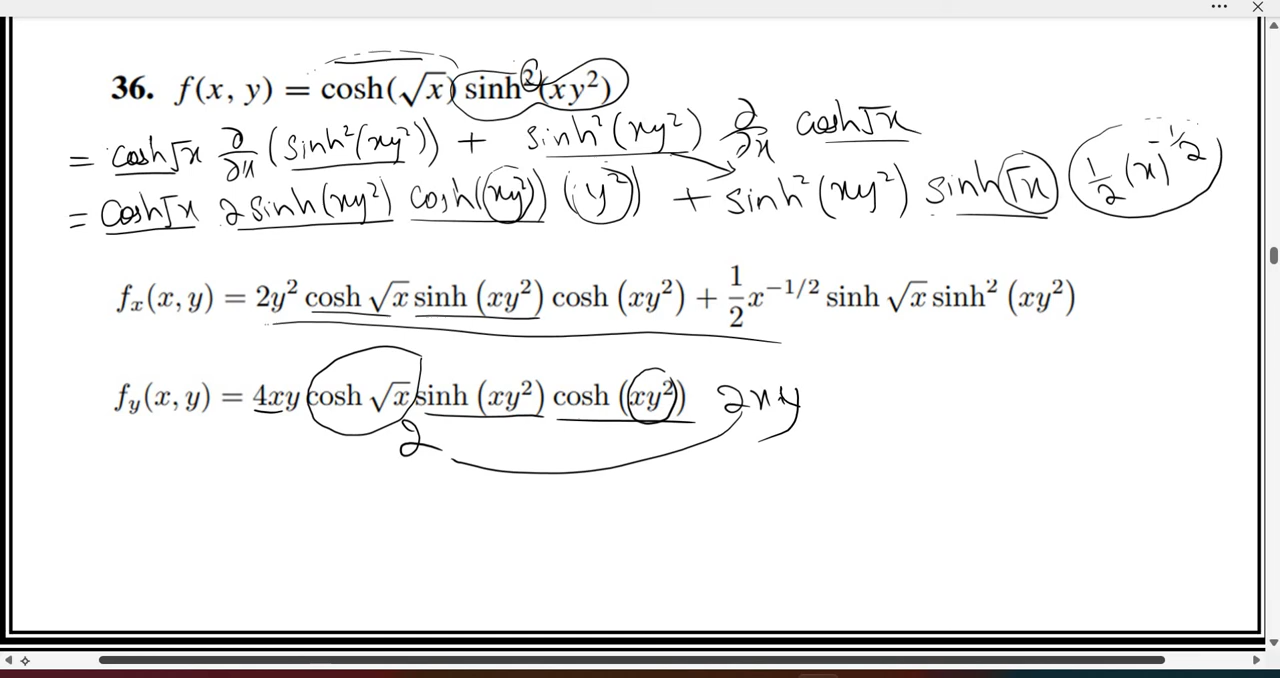 36. f(x, y) = cosh(√x) sinh²(xy²)
= cosh√x ∂/∂x (sinh²(xy²)) + sinh²(xy²) ∂/∂x cosh√x
= Cosh√x 2 sinh(xy²) cosh(xy²) (y²) + sinh²(xy²) sinh√x (1/2 (x)^-1/2)
fₓ(x, y) = 2y² cosh √x sinh (xy²) cosh (xy²) + 1/2 x^−1/2 sinh √x sinh² (xy²)
f_y(x, y) = 4xy cosh √x sinh (xy²) cosh (xy²) 2xy
2